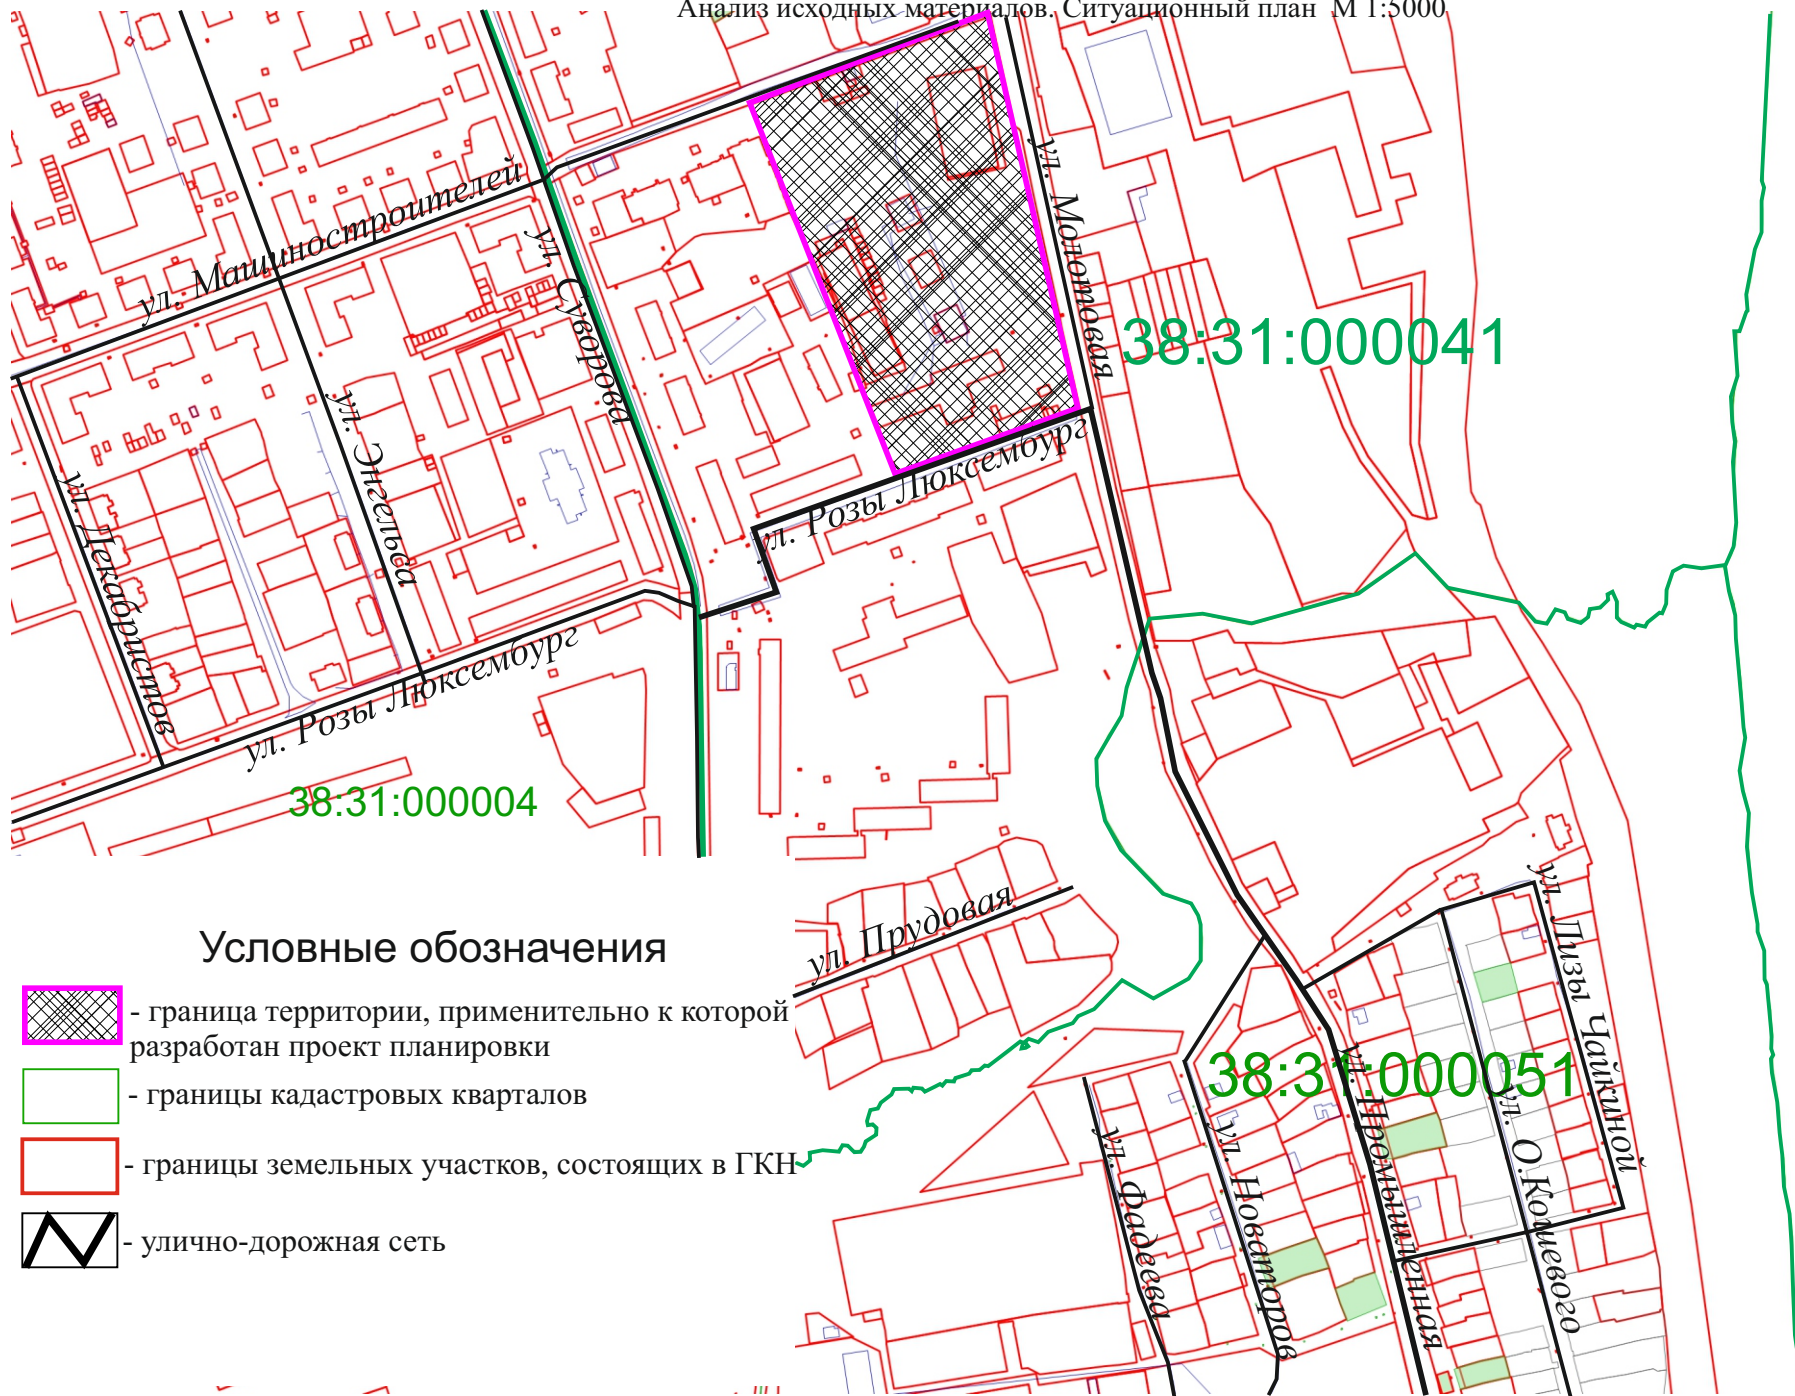 Анализ исходных материалов. Ситуационный план М 1:5000
ул. Машиностроителей
ул. Суворова
ул. Молотовая
38:31:000041
ул. Энгельса
ул. Декабристов
ул. Розы Люксембург
ул. Розы Люксембург
38:31:000004
ул. Прудовая
ул. Лизы Чайкиной
38:31:000051
ул. Фадеева
ул. Новаторов
ул. Промышленная
ул. О.Кошевого
Условные обозначения
- граница территории, применительно к которой
разработан проект планировки
- границы кадастровых кварталов
- границы земельных участков, состоящих в ГКН
- улично-дорожная сеть